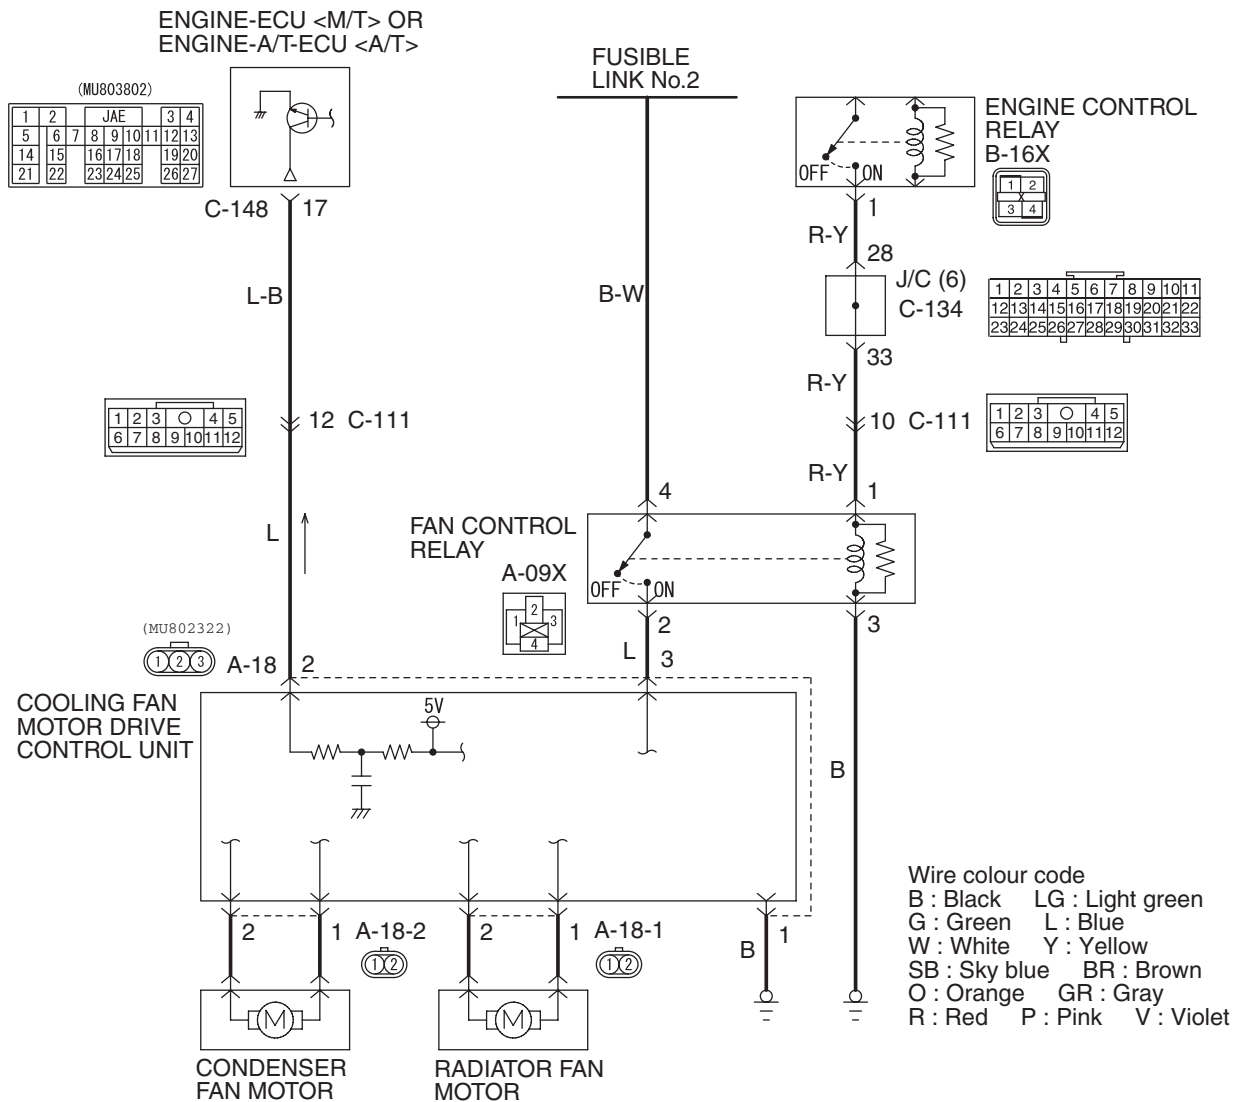 ENGINE-ECU <M/T> OR
ENGINE-A/T-ECU <A/T>
(MU803802)
1 2 JAE 3 4
5 6 7 8 9 10 11 12 13
14 15 16 17 18 19 20
21 22 23 24 25 26 27
C-148 17
L-B
FUSIBLE
LINK No.2
B-W
OFF ON
ENGINE CONTROL
RELAY
B-16X
1 2
X
3 4
1
R-Y
28
J/C (6)
C-134
1 2 3 4 5 6 7 8 9 10 11
12 13 14 15 16 17 18 19 20 21 22
23 24 25 26 27 28 29 30 31 32 33
33
R-Y
1 2 3 4 5
6 7 8 9 10 11 12
12 C-111
10 C-111
1 2 3 4 5
6 7 8 9 10 11 12
R-Y
4
1
L
FAN CONTROL
RELAY
A-09X
1 2 3
4
OFF ON
2
L
3
3
(MU802322)
1 2 3
A-18 2
COOLING FAN
MOTOR DRIVE
CONTROL UNIT
5V
B
2 1 A-18-2
1 2
2 1 A-18-1
1 2
B 1
M
M
CONDENSER
FAN MOTOR
RADIATOR FAN
MOTOR
Wire colour code
B : Black LG : Light green
G : Green L : Blue
W : White Y : Yellow
SB : Sky blue BR : Brown
O : Orange GR : Gray
R : Red P : Pink V : Violet